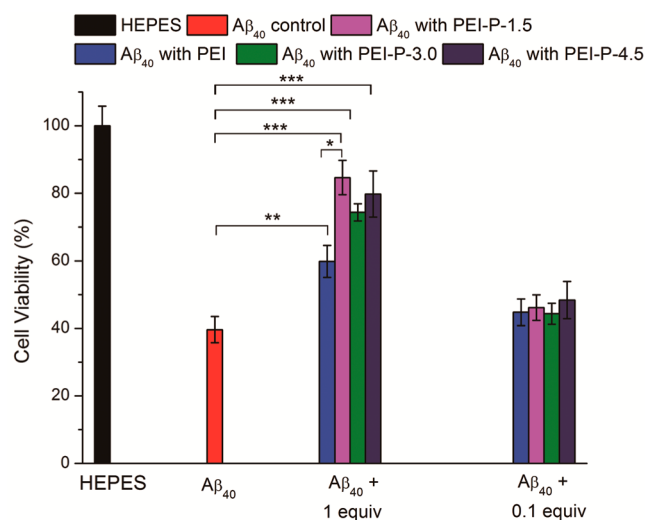 HEPES Aβ₄₀ control Aβ₄₀ with PEI-P-1.5
Aβ₄₀ with PEI Aβ₄₀ with PEI-P-3.0 Aβ₄₀ with PEI-P-4.5
***
***
***
*
**
Cell Viability (%)
100
80
60
40
20
0
HEPES Aβ₄₀ Aβ₄₀ + Aβ₄₀ +
1 equiv 0.1 equiv